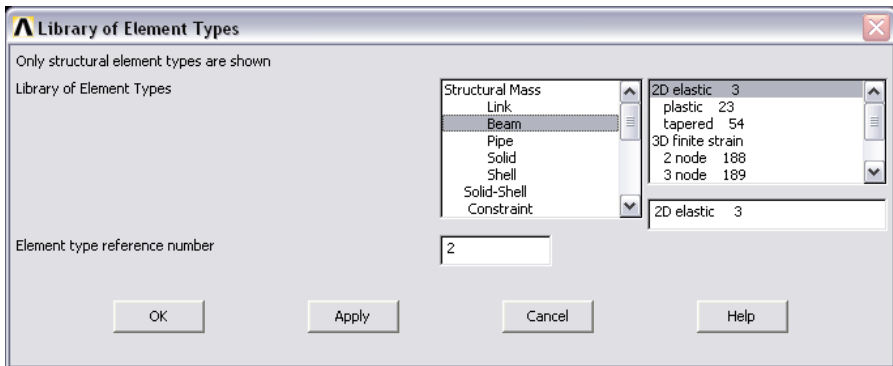 Library of Element Types
Only structural element types are shown
Library of Element Types
Structural Mass
Link
Beam
Pipe
Solid
Shell
Solid-Shell
Constraint
2D elastic 3
plastic 23
tapered 54
3D finite strain
2 node 188
3 node 189
2D elastic 3
Element type reference number
2
OK
Apply
Cancel
Help